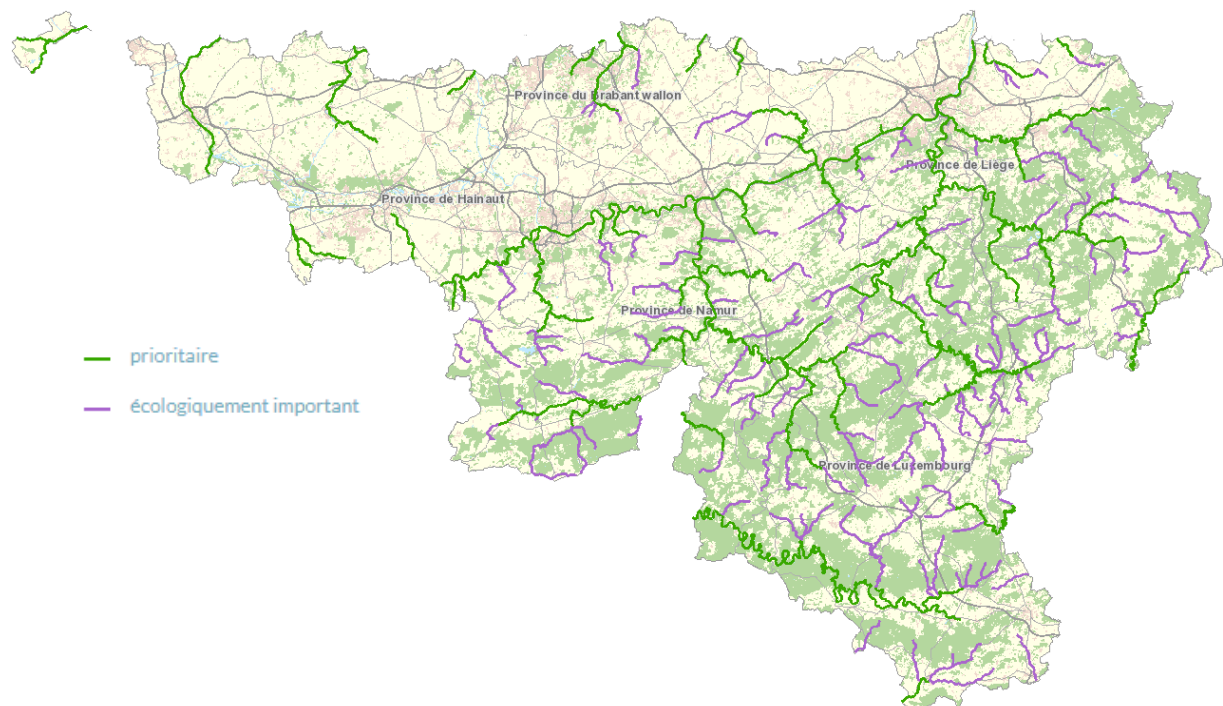 Province du Brabant wallon
Province de Liège
Province de Hainaut
Province de Namur
prioritaire
écologiquement important
Province de Luxembourg